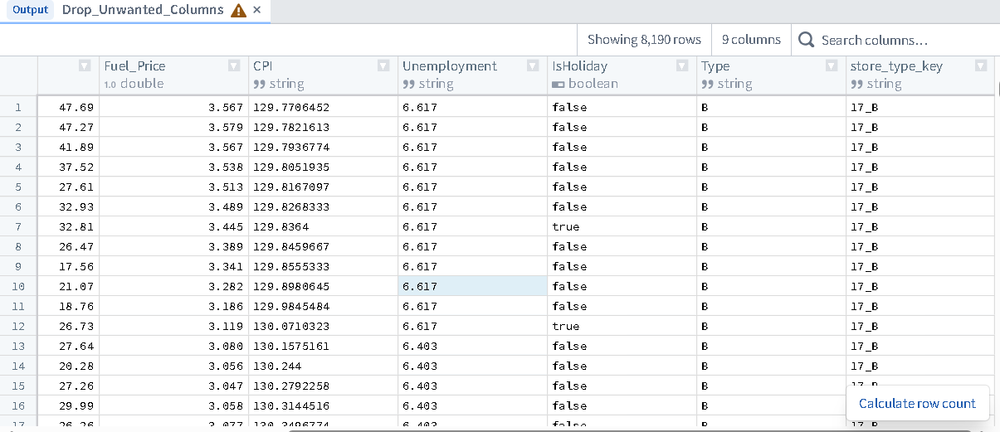 Output Drop_Unwanted_Columns
Showing 8,190 rows 9 columns Search columns...
Fuel_Price CPI Unemployment IsHoliday Type store_type_key
1.0 double string string boolean string string
1 47.69 3.567 129.7706452 6.617 false B 17_B
2 47.27 3.579 129.7821613 6.617 false B 17_B
3 41.89 3.567 129.7936774 6.617 false B 17_B
4 37.52 3.538 129.8051935 6.617 false B 17_B
5 27.61 3.513 129.8167097 6.617 false B 17_B
6 32.93 3.489 129.8268333 6.617 false B 17_B
7 32.81 3.445 129.8364 6.617 true B 17_B
8 26.47 3.389 129.8459667 6.617 false B 17_B
9 17.56 3.341 129.8555333 6.617 false B 17_B
10 21.07 3.282 129.8980645 6.617 false B 17_B
11 18.76 3.186 129.9845484 6.617 false B 17_B
12 26.73 3.119 130.0710323 6.617 true B 17_B
13 27.64 3.080 130.1575161 6.403 false B 17_B
14 20.28 3.056 130.244 6.403 false B 17_B
15 27.26 3.047 130.2792258 6.403 false B 17_B
16 29.99 3.058 130.3144516 6.403 false B
Calculate row count
17 3.077 6.403 false B